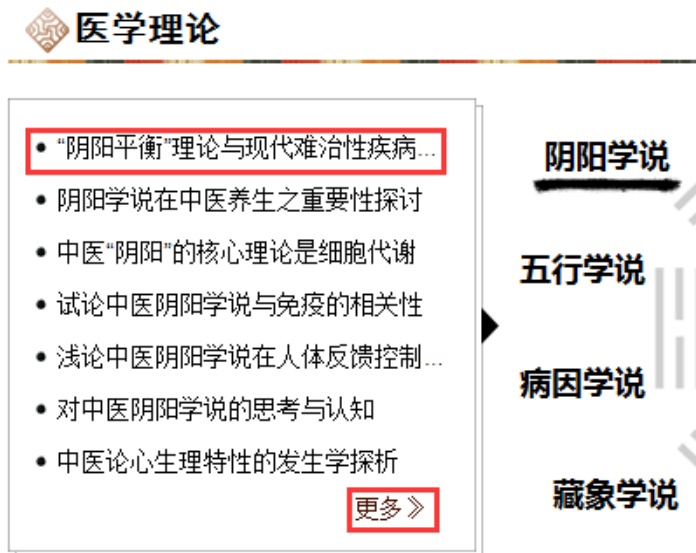 医学理论
• “阴阳平衡”理论与现代难治性疾病...
• 阴阳学说在中医养生之重要性探讨
• 中医“阴阳”的核心理论是细胞代谢
• 试论中医阴阳学说与免疫的相关性
• 浅论中医阴阳学说在人体反馈控制...
• 对中医阴阳学说的思考与认知
• 中医论心生理特性的发生学探析
更多》
阴阳学说
五行学说
病因学说
藏象学说